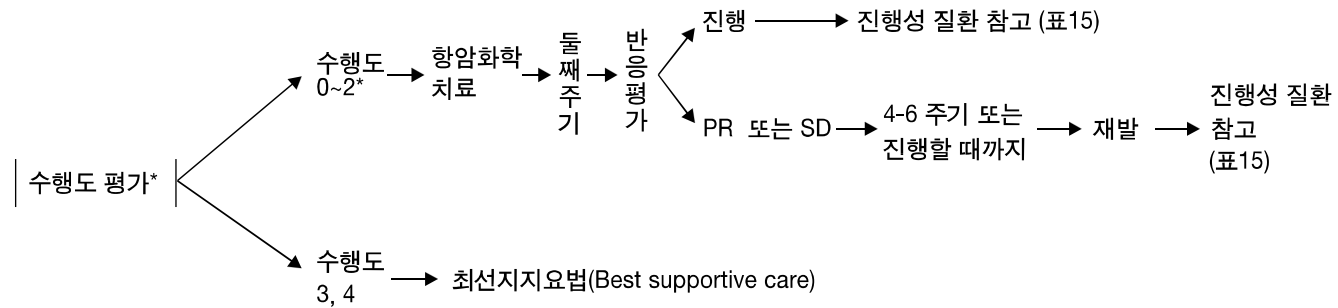 수행도 평가*
수행도
0~2*
항암화학
치료
둘째주기
반응평가
진행
진행성 질환 참고 (표15)
PR 또는 SD
4-6 주기 또는
진행할 때까지
재발
진행성 질환
참고
(표15)
수행도
3, 4
최선지지요법(Best supportive care)